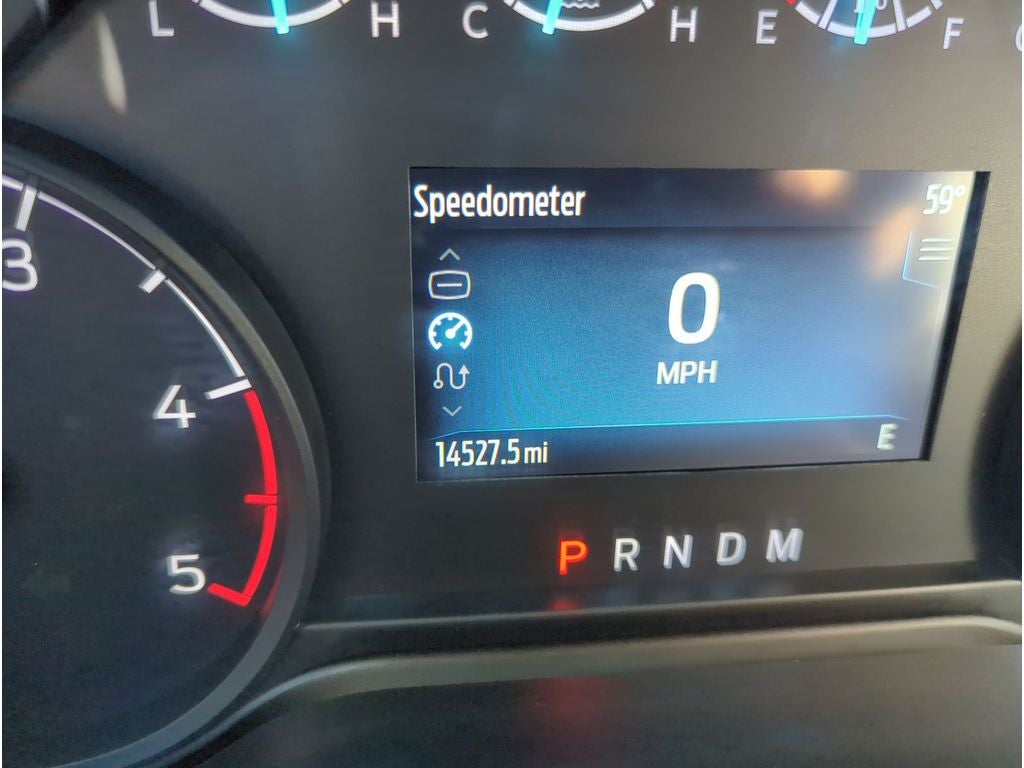 L H C H E F
Speedometer 59°
3
0
MPH
4
14527.5 mi E
P R N D M
5